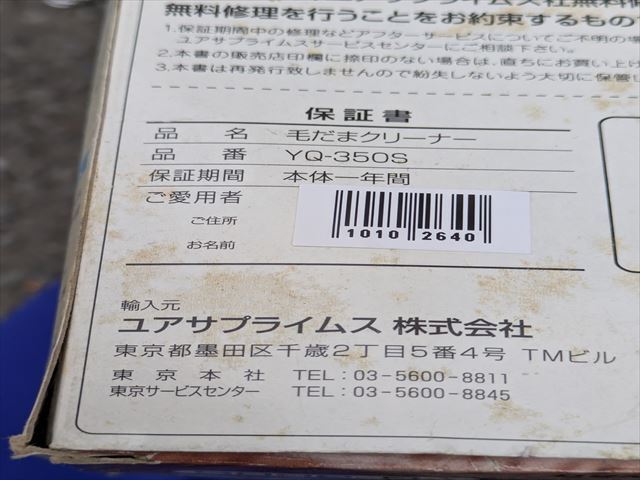 無料修理を行うことをお約束するもの
1.保証期間中の修理などアフターサービスについてご不明の場
ユアサプライムスサービスセンターにご相談下さい。
2.本書の販売店印欄に捺印のない場合は、直ちにお買い上げ
3.本書は再発行致しませんので紛失しないよう大切に保管
保証書
品 名 毛だまクリーナー
品 番 YQ-350S
保証期間 本体一年間
ご愛用者
ご住所
1010 2640
お名前
輸入元
ユアサプライムス 株式会社
東京都墨田区千歳2丁目5番4号 TMビル
東 京 本 社 TEL:03-5600-8811
東京サービスセンター TEL:03-5600-8845